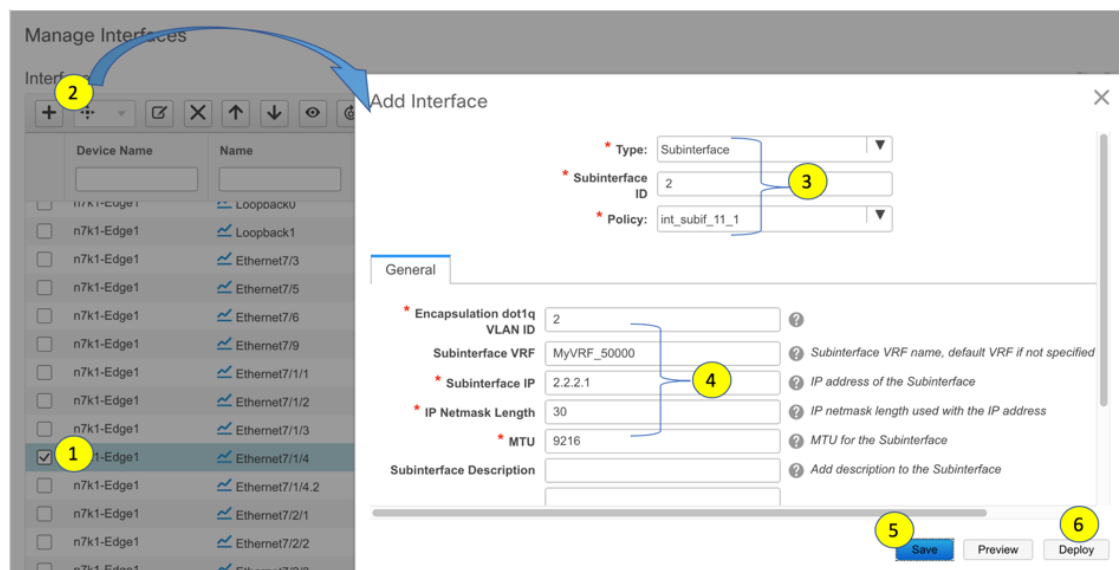 Manage Interfaces
2
Add Interface
Device Name Name
* Type: Subinterface
* Subinterface ID 2
3
* Policy: int_subif_11_1
n7k1-Edge1 Loopback0
n7k1-Edge1 Loopback1
n7k1-Edge1 Ethernet7/3
n7k1-Edge1 Ethernet7/5
n7k1-Edge1 Ethernet7/6
n7k1-Edge1 Ethernet7/9
n7k1-Edge1 Ethernet7/1/1
n7k1-Edge1 Ethernet7/1/2
n7k1-Edge1 Ethernet7/1/3
1 -Edge1 Ethernet7/1/4
n7k1-Edge1 Ethernet7/1/4.2
n7k1-Edge1 Ethernet7/2/1
n7k1-Edge1 Ethernet7/2/2
n7k1-Edge1 Ethernet7/2/3
General
* Encapsulation dot1q VLAN ID 2 ?
Subinterface VRF MyVRF_50000 ? Subinterface VRF name, default VRF if not specified
* Subinterface IP 2.2.2.1 4 ? IP address of the Subinterface
* IP Netmask Length 30 ? IP netmask length used with the IP address
* MTU 9216 ? MTU for the Subinterface
Subinterface Description ? Add description to the Subinterface
5 6
Save Preview Deploy